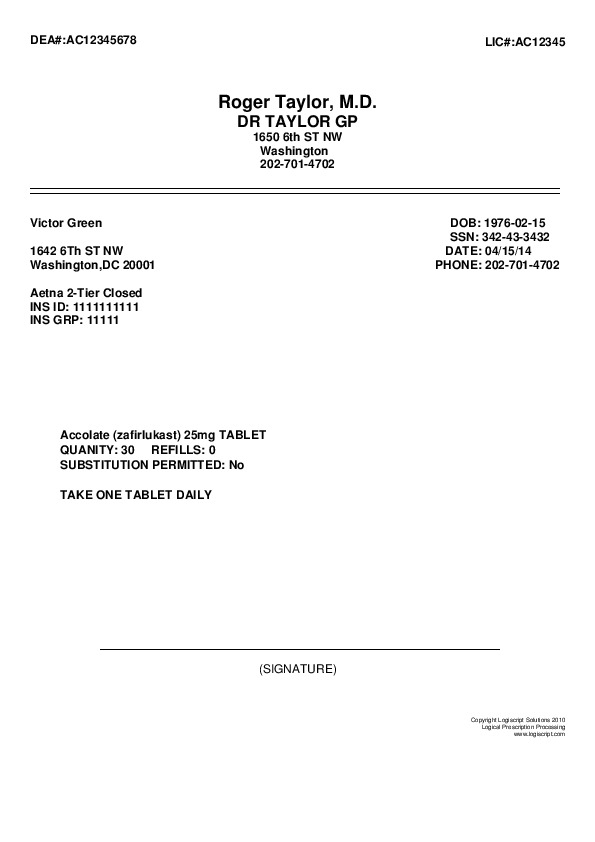 DEA#:AC12345678
LIC#:AC12345
Roger Taylor, M.D.
DR TAYLOR GP
1650 6th ST NW
Washington
202-701-4702
Victor Green
DOB: 1976-02-15
SSN: 342-43-3432
1642 6Th ST NW
DATE: 04/15/14
Washington,DC 20001
PHONE: 202-701-4702
Aetna 2-Tier Closed
INS ID: 1111111111
INS GRP: 11111
Accolate (zafirlukast) 25mg TABLET
QUANITY: 30 REFILLS: 0
SUBSTITUTION PERMITTED: No
TAKE ONE TABLET DAILY
(SIGNATURE)
Copyright Logiscript Solutions 2010
Logical Proscription Processing
www.logiscript.com